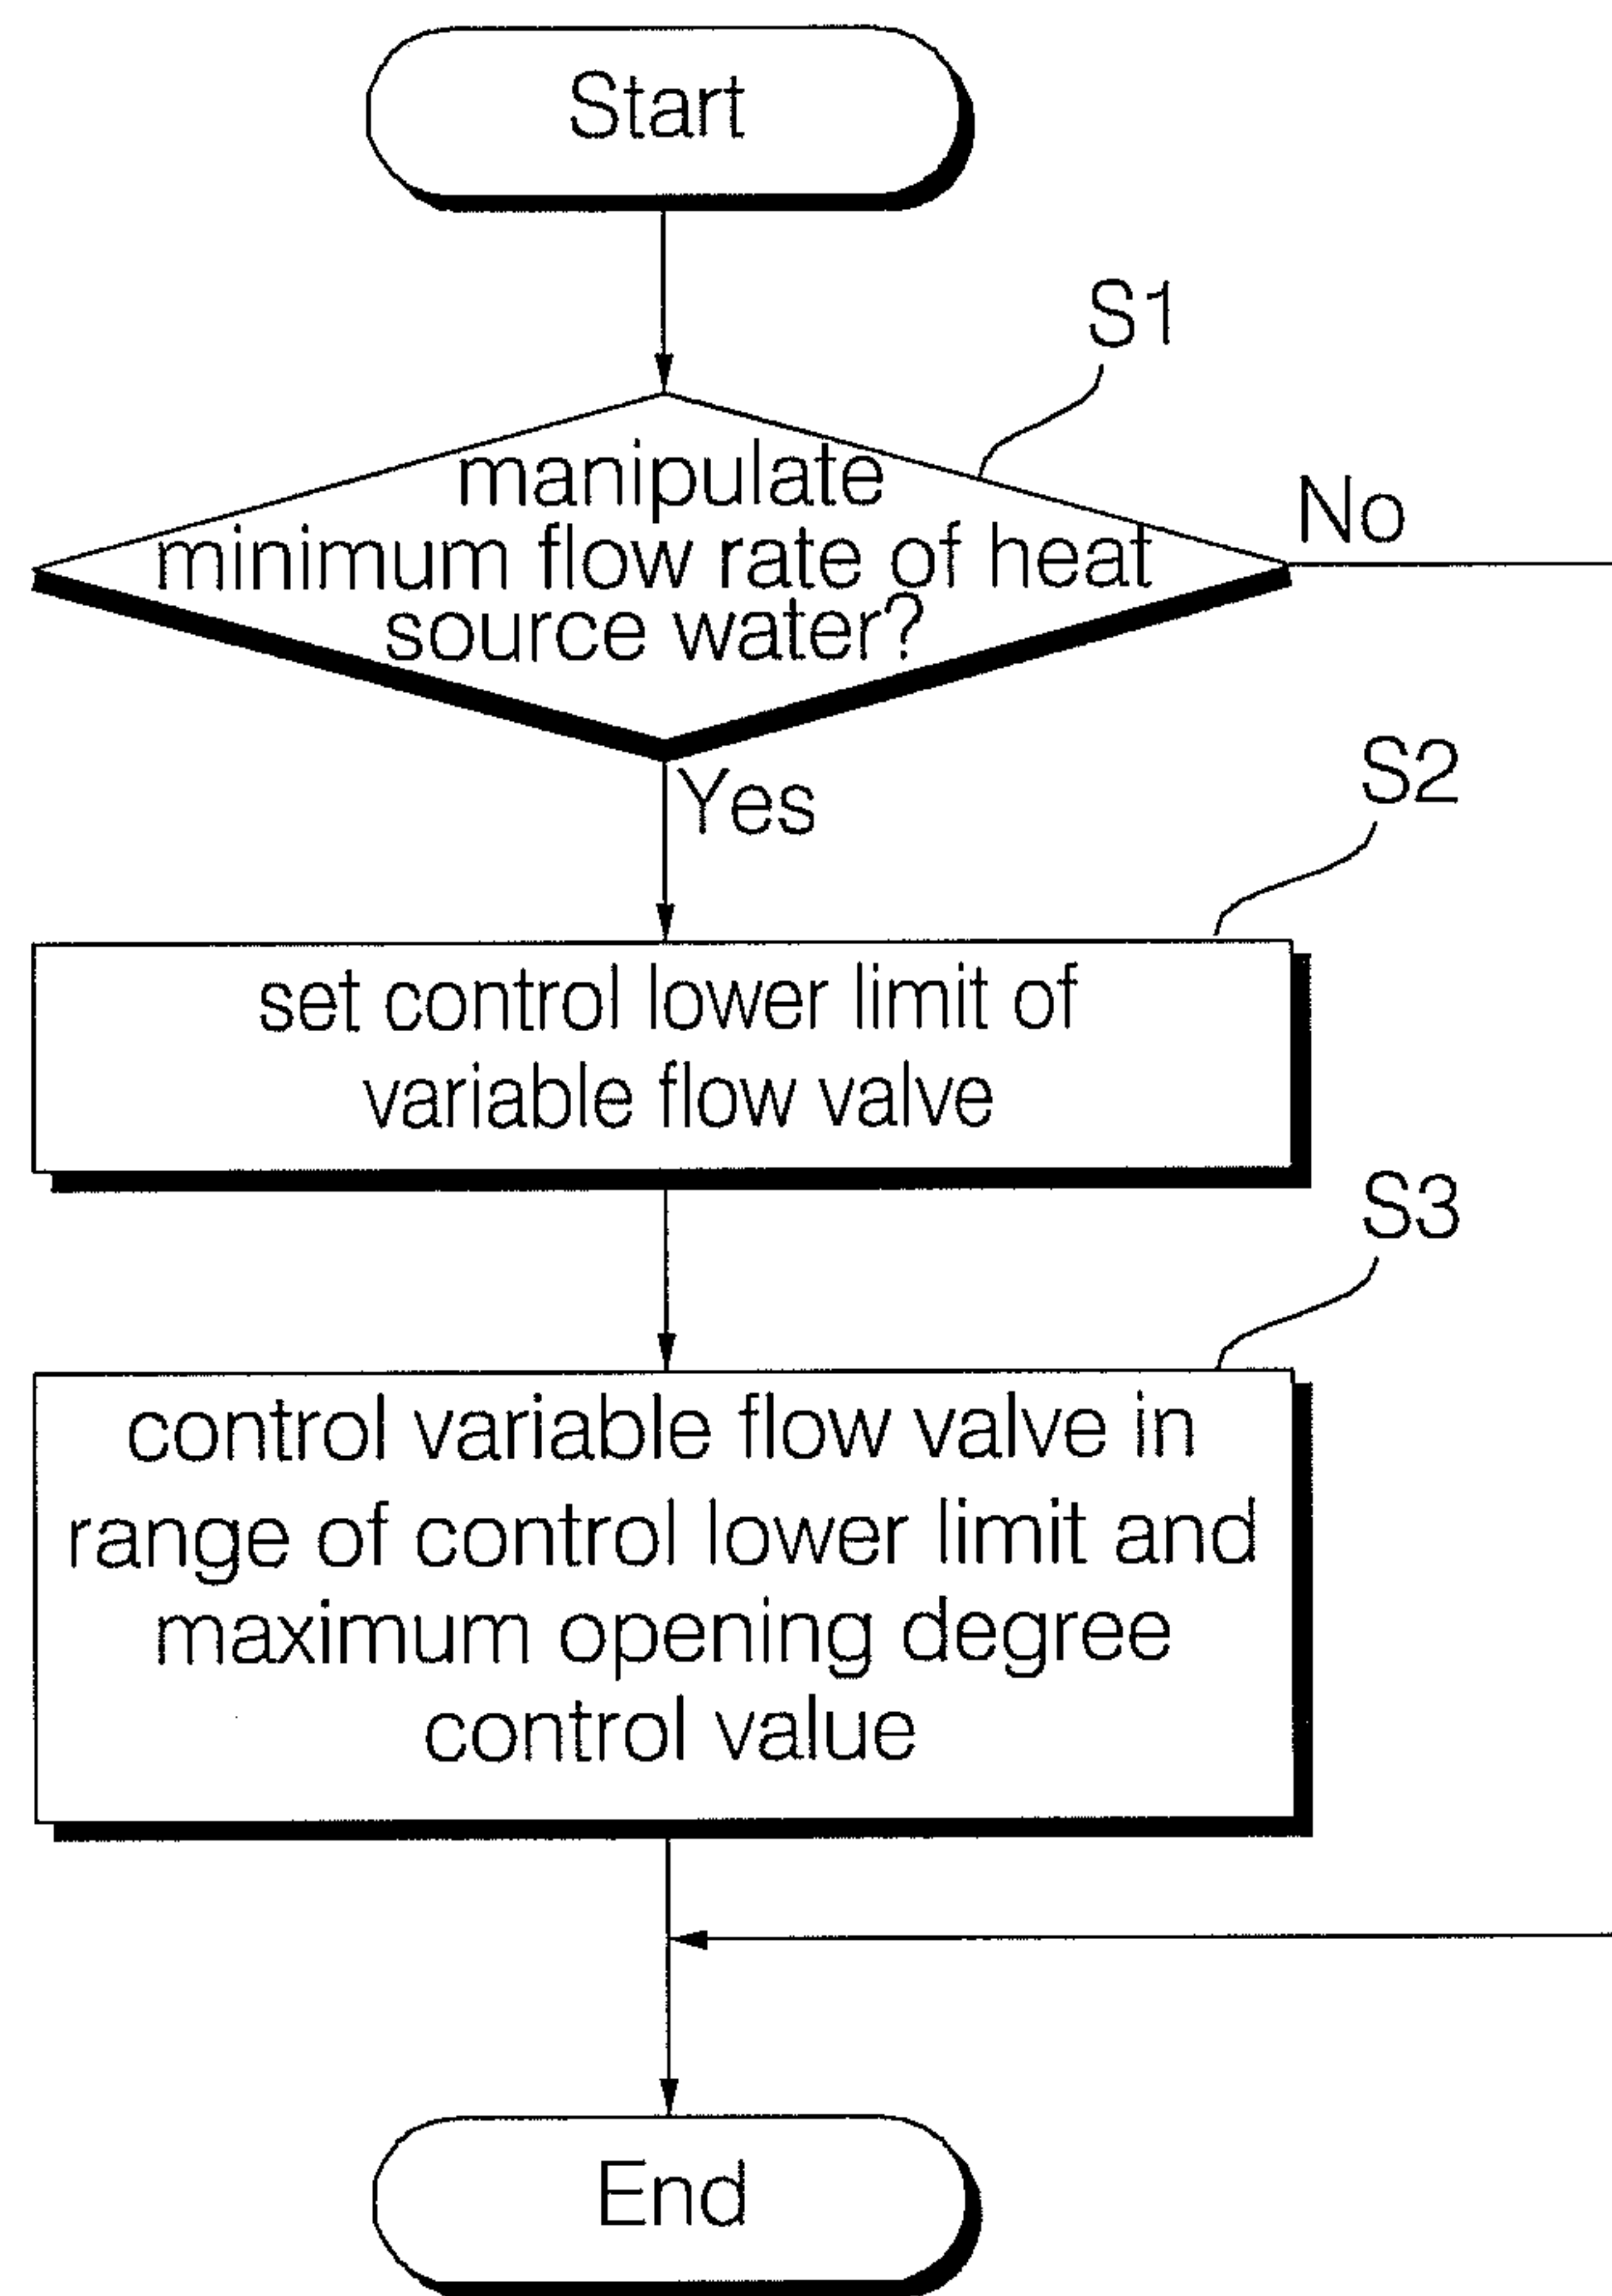 Start
S1
manipulate
minimum flow rate of heat
source water?
No
Yes
S2
set control lower limit of
variable flow valve
S3
control variable flow valve in
range of control lower limit and
maximum opening degree
control value
End